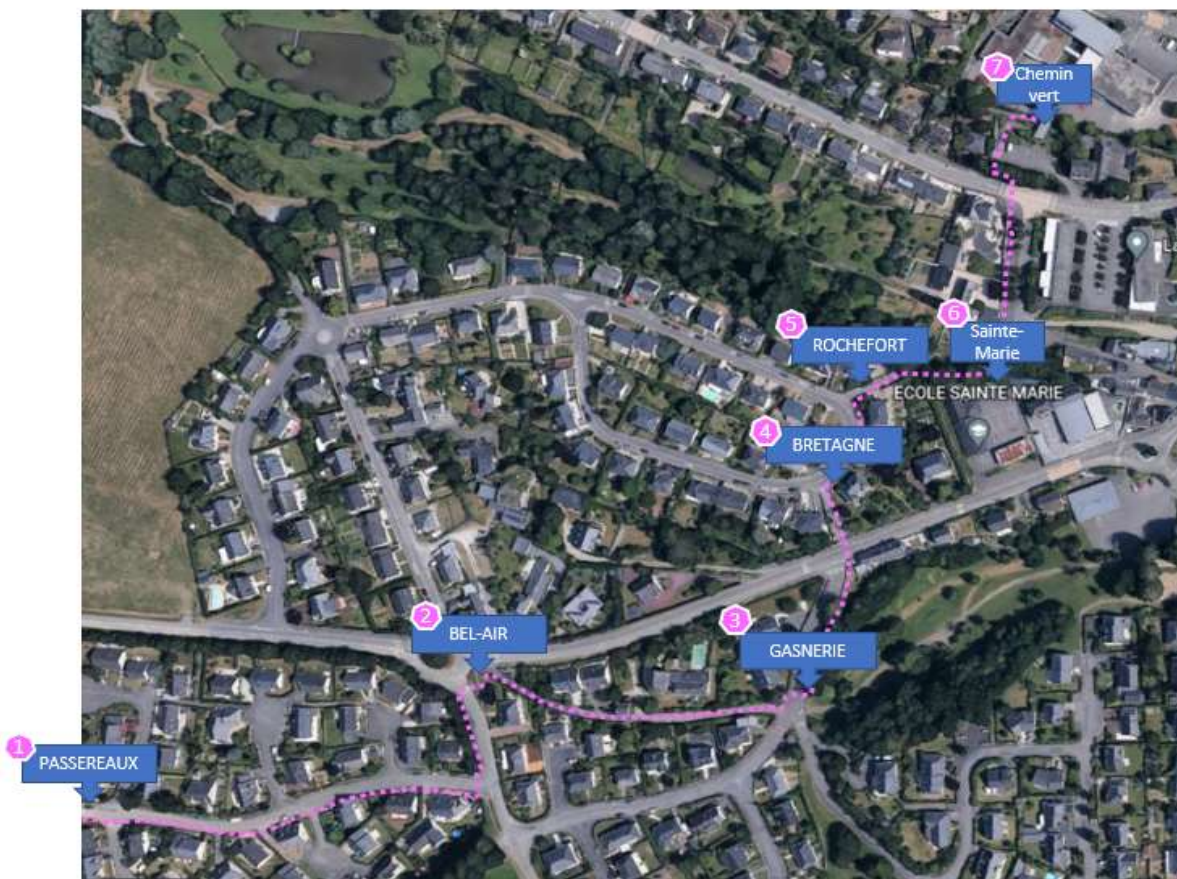 7
Chemin
vert
La
6
Sainte-
Marie
5
ROCHEFORT
ECOLE SAINTE MARIE
4
BRETAGNE
2
BEL-AIR
3
GASNERIE
1
PASSEREAUX